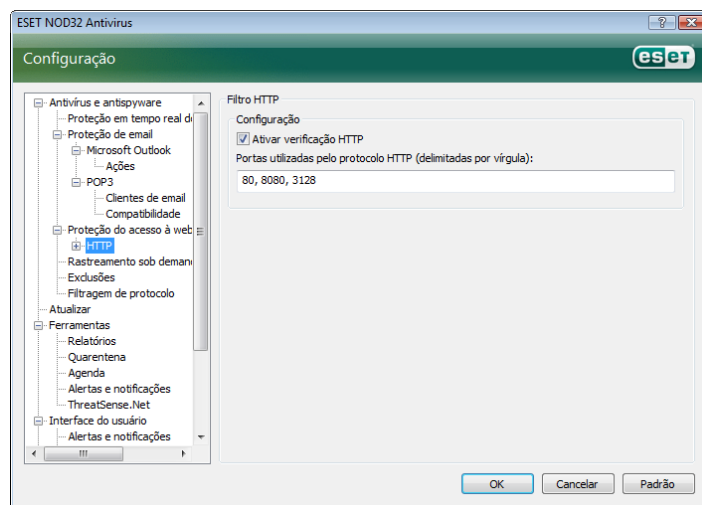 ESET NOD32 Antivirus
Configuração
eset
Antivírus e antispyware
Proteção em tempo real d
Proteção de email
Microsoft Outlook
Ações
POP3
Clientes de email
Compatibilidade
Proteção do acesso à web
HTTP
Rastreamento sob deman
Exclusões
Filtragem de protocolo
Atualizar
Ferramentas
Relatórios
Quarentena
Agenda
Alertas e notificações
ThreatSense.Net
Interface do usuário
Alertas e notificações
Filtro HTTP
Configuração
Ativar verificação HTTP
Portas utilizadas pelo protocolo HTTP (delimitadas por vírgula):
80, 8080, 3128
OK
Cancelar
Padrão